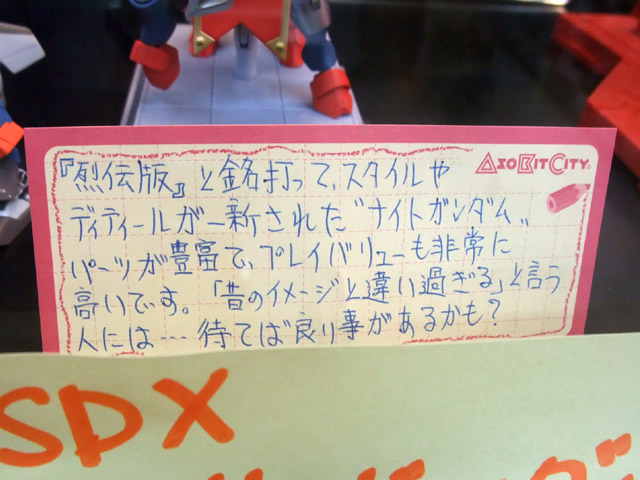 ASOBITCITY
『烈伝版』と銘打って、スタイルや
ディティールが一新された"ナイトガンダム"
パーツが豊富で、プレイバリューも非常に
高いです。「昔のイメージと違い過ぎる」と言う
人には…待てば良い事があるかも?
SDX